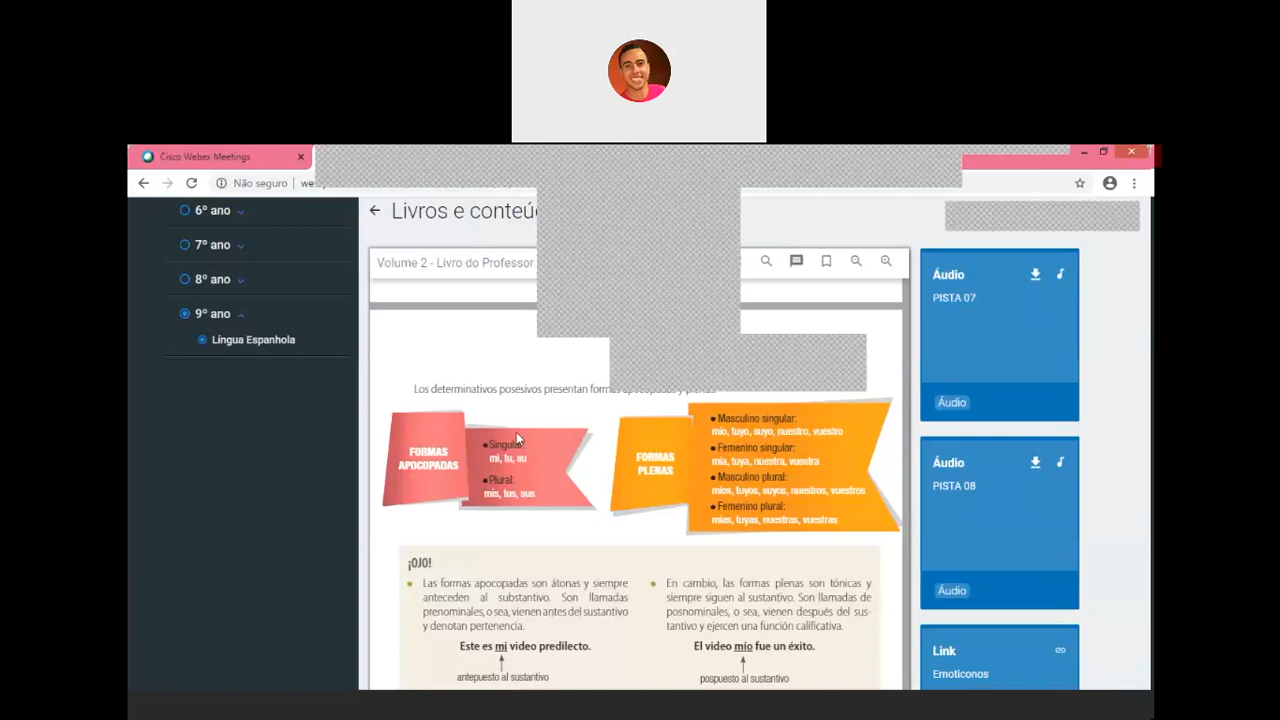 Cisco Webex Meetings
Não seguro
6º ano
7º ano
8º ano
9º ano
Língua Espanhola
Livros e
Volume 2 - Livro do Professor
Los determinativos posesivos presentan formas apocopadas y plenas.
FORMAS
APOCOPADAS
● Singular:
mi, tu, su
● Plural:
mis, tus, sus
FORMAS
PLERAS
● Masculino singular:
mío, tuyo, suyo, nuestro, vuestro
● Femenino singular:
mía, tuya, nuestra, vuestra
● Masculino plural:
míos, tuyos, suyos, nuestros, vuestros
● Femenino plural:
mías, tuyas, nuestras, vuestras
¡OJO!
● Las formas apocopadas son átonas y siempre
anteceden al substantivo. Son llamadas
prenominales, o sea, vienen antes del sustantivo
y denotan pertenencia.
Este es mi video predilecto.
antepuesto al sustantivo
● En cambio, las formas plenas son tónicas y
siempre siguen al sustantivo. Son llamadas de
posnominales, o sea, vienen después del sus-
tantivo y ejercen una función calificativa.
El video mío fue un éxito.
pospuesto al sustantivo
Áudio
PISTA 07
Áudio
Áudio
PISTA 08
Áudio
Link
Emoticonos